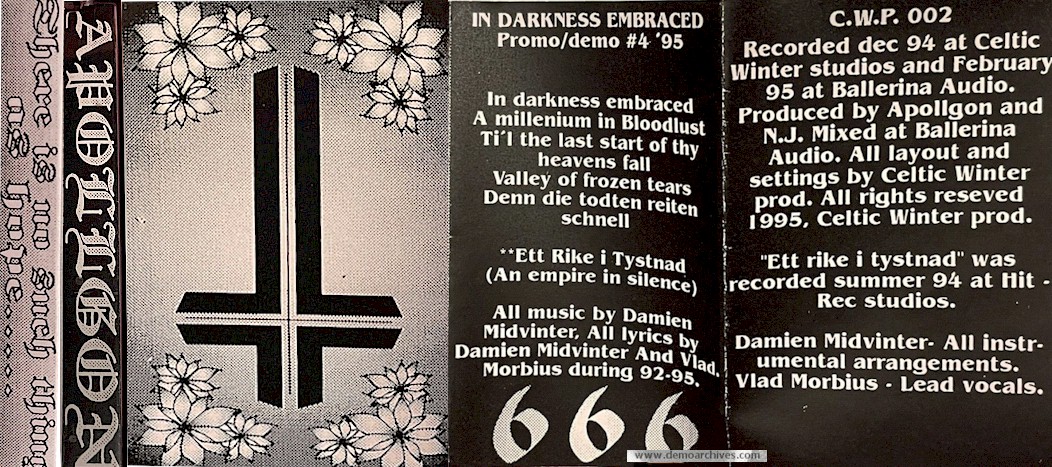 There is no Such thing
as hope.......
APOLLGON
IN DARKNESS EMBRACED
Promo/demo #4 '95
In darkness embraced
A millenium in Bloodlust
Ti´l the last start of thy
heavens fall
Valley of frozen tears
Denn die todten reiten
schnell
**Ett Rike i Tystnad
(An empire in silence)
All music by Damien
Midvinter, All lyrics by
Damien Midvinter And Vlad,
Morbius during 92-95.
6 6 6
C.W.P. 002
Recorded dec 94 at Celtic
Winter studios and February
95 at Ballerina Audio.
Produced by Apollgon and
N.J. Mixed at Ballerina
Audio. All layout and
settings by Celtic Winter
prod. All rights reseved
1995, Celtic Winter prod.
"Ett rike i tystnad" was
recorded summer 94 at Hit -
Rec studios.
Damien Midvinter- All instr-
umental arrangements.
Vlad Morbius - Lead vocals.
www.demoarchives.com